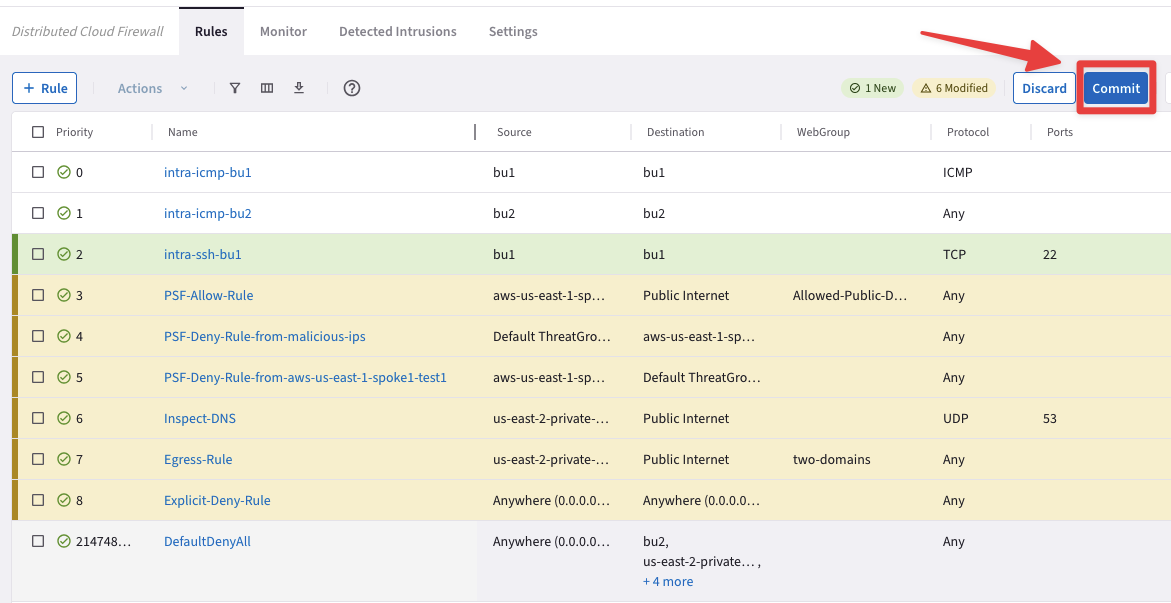 Distributed Cloud Firewall Rules Monitor Detected Intrusions Settings
+ Rule Actions 1 New 6 Modified Discard Commit
Priority Name Source Destination WebGroup Protocol Ports
0 intra-icmp-bu1 bu1 bu1 ICMP
1 intra-icmp-bu2 bu2 bu2 Any
2 intra-ssh-bu1 bu1 bu1 TCP 22
3 PSF-Allow-Rule aws-us-east-1-sp... Public Internet Allowed-Public-D... Any
4 PSF-Deny-Rule-from-malicious-ips Default ThreatGro... aws-us-east-1-sp... Any
5 PSF-Deny-Rule-from-aws-us-east-1-spoke1-test1 aws-us-east-1-sp... Default ThreatGro... Any
6 Inspect-DNS us-east-2-private-... Public Internet UDP 53
7 Egress-Rule us-east-2-private-... Public Internet two-domains Any
8 Explicit-Deny-Rule Anywhere (0.0.0.0... Anywhere (0.0.0.0... Any
214748... DefaultDenyAll Anywhere (0.0.0.0... bu2, Any
us-east-2-private... ,
+ 4 more